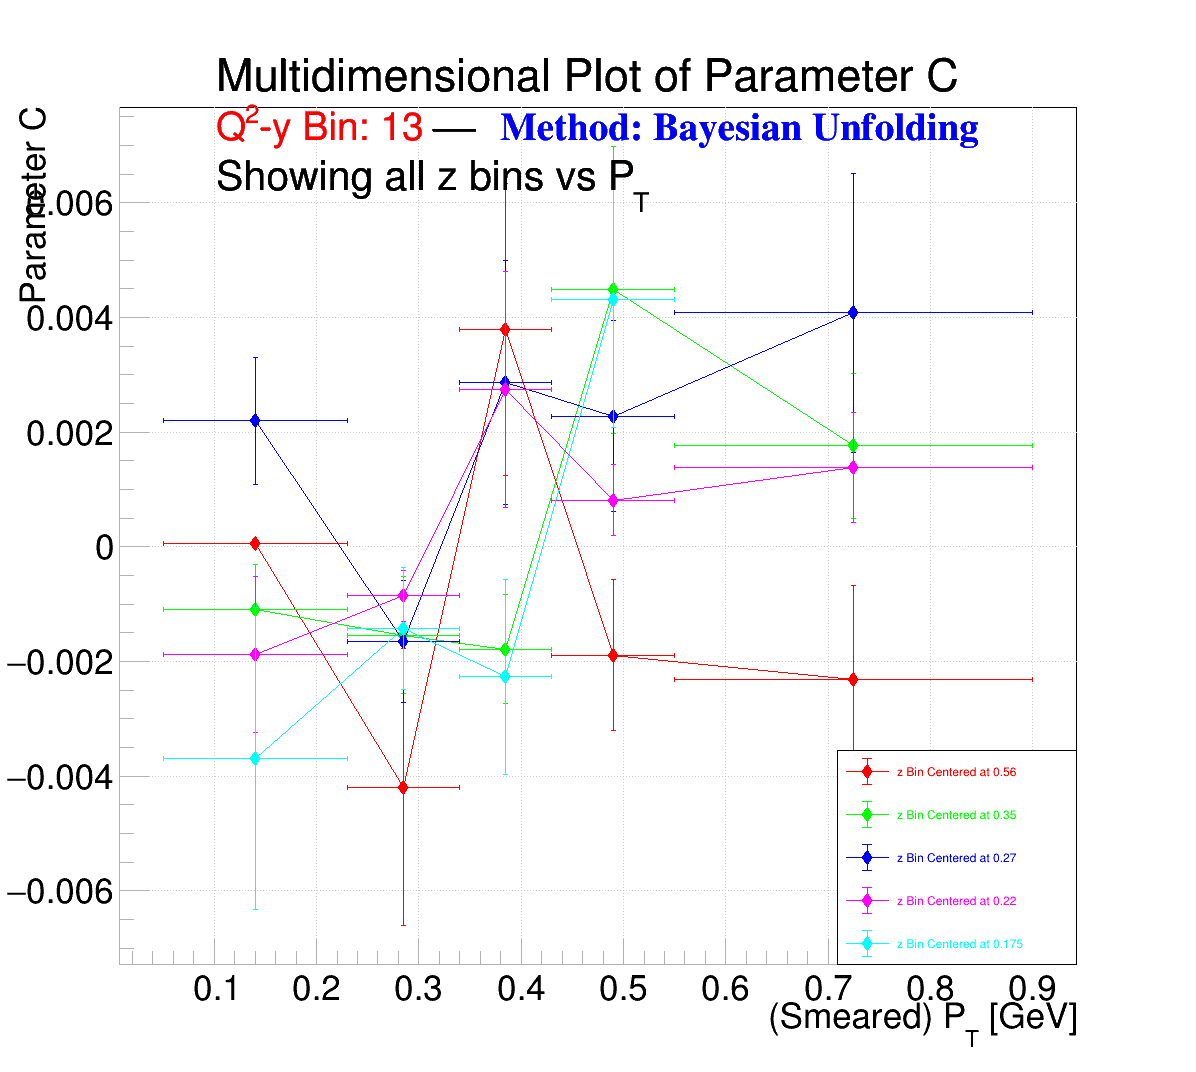 Multidimensional Plot of Parameter C
Q²-y Bin: 13 — Method: Bayesian Unfolding
Showing all z bins vs P_T
Parameter C
0.006
0.004
0.002
0
−0.002
−0.004
−0.006
z Bin Centered at 0.56
z Bin Centered at 0.35
z Bin Centered at 0.27
z Bin Centered at 0.22
z Bin Centered at 0.175
0.1 0.2 0.3 0.4 0.5 0.6 0.7 0.8 0.9
(Smeared) P_T [GeV]